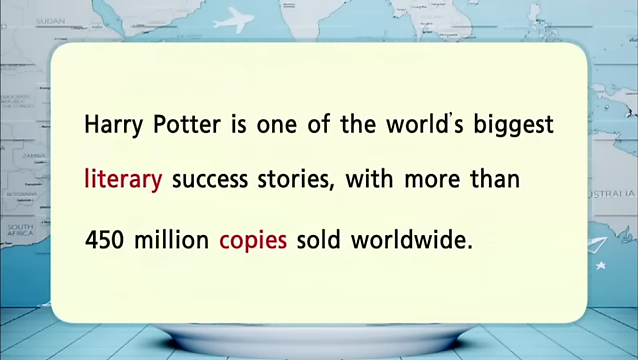 Harry Potter is one of the world's biggest
literary success stories, with more than
450 million copies sold worldwide.
SUDAN
ZAMBIA
BOTSWANA
SOUTH
AFRICA